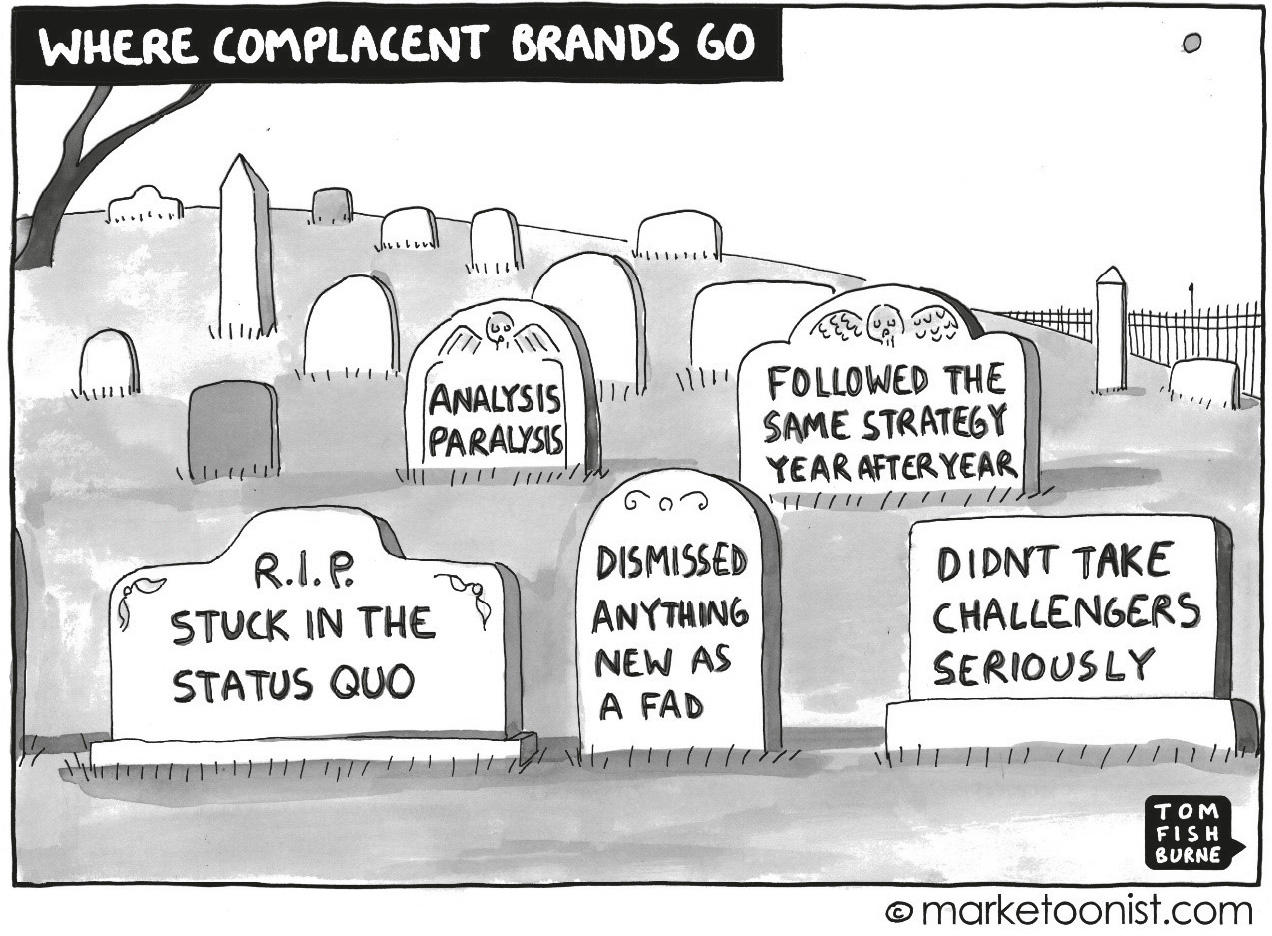 WHERE COMPLACENT BRANDS GO
ANALYSIS
PARALYSIS
FOLLOWED THE
SAME STRATEGY
YEAR AFTER YEAR
R.I.P.
STUCK IN THE
STATUS QUO
DISMISSED
ANYTHING
NEW AS
A FAD
DIDN'T TAKE
CHALLENGERS
SERIOUSLY
TOM
FISH
BURNE
© marketoonist.com